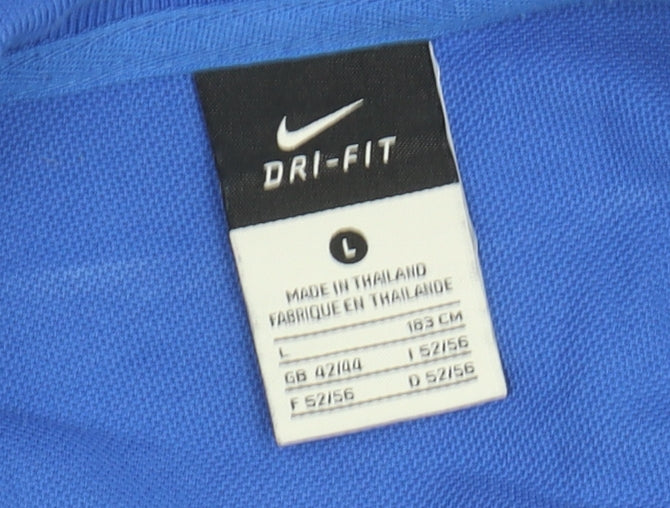 DRI-FIT
L
MADE IN THAILAND
FABRIQUE EN THAILANDE
L 183 CM
GB 42/44 I 52/56
F 52/56 D 52/56